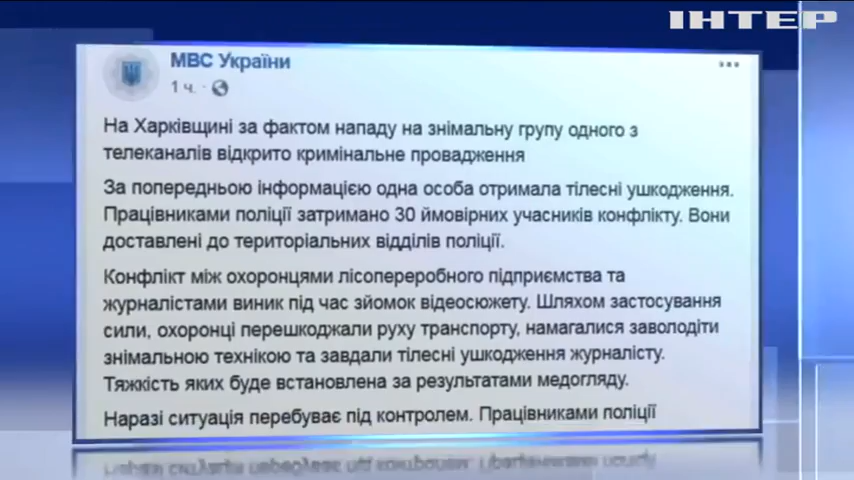 ІНТЕР
МВС України
1 ч. ·
На Харківщині за фактом нападу на знімальну групу одного з
телеканалів відкрито кримінальне провадження
За попередньою інформацією одна особа отримала тілесні ушкодження.
Працівниками поліції затримано 30 ймовірних учасників конфлікту. Вони
доставлені до територіальних відділів поліції.
Конфлікт між охоронцями лісопереробного підприємства та
журналістами виник під час зйомок відеосюжету. Шляхом застосування
сили, охоронці перешкоджали руху транспорту, намагалися заволодіти
знімальною технікою та завдали тілесні ушкодження журналісту.
Тяжкість яких буде встановлена за результатами медогляду.
Наразі ситуація перебуває під контролем. Працівниками поліції